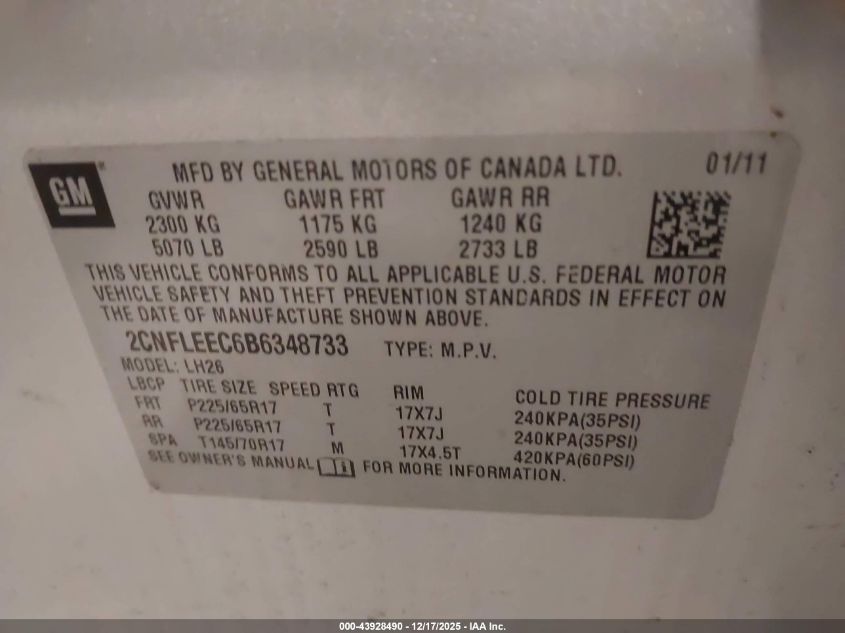 GM
MFD BY GENERAL MOTORS OF CANADA LTD. 01/11
GVWR GAWR FRT GAWR RR
2300 KG 1175 KG 1240 KG
5070 LB 2590 LB 2733 LB
THIS VEHICLE CONFORMS TO ALL APPLICABLE U.S. FEDERAL MOTOR
VEHICLE SAFETY AND THEFT PREVENTION STANDARDS IN EFFECT ON
THE DATE OF MANUFACTURE SHOWN ABOVE.
2CNFLEEC6B6348733 TYPE: M.P.V.
MODEL: LH26
LBCP TIRE SIZE SPEED RTG RIM COLD TIRE PRESSURE
FRT P225/65R17 T 17X7J 240KPA(35PSI)
RR P225/65R17 T 17X7J 240KPA(35PSI)
SPA T145/70R17 M 17X4.5T 420KPA(60PSI)
SEE OWNER'S MANUAL FOR MORE INFORMATION.
000-43928490 - 12/17/2025 - IAA Inc.